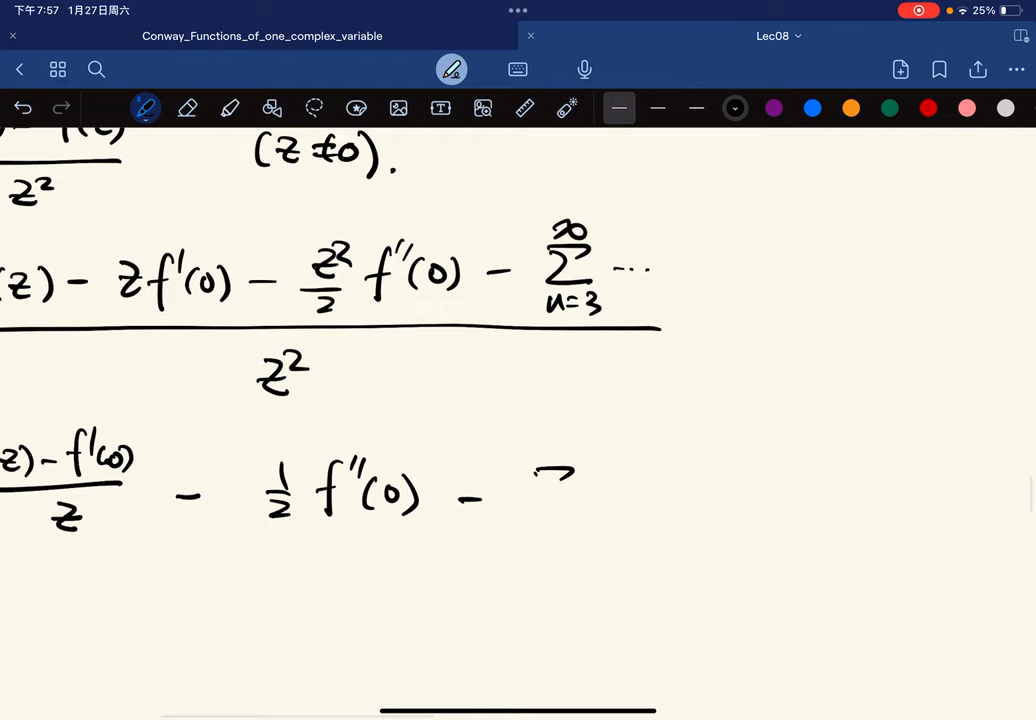 下午7:57 1月27日周六
25%
Conway_Functions_of_one_complex_variable
Lec08
z² (z ≠ 0).
(z) - zf'(0) - z²/2 f''(0) - ∑_{n=3}^{∞} ...
z²
z) - f'(0)
z - 1/2 f''(0) -